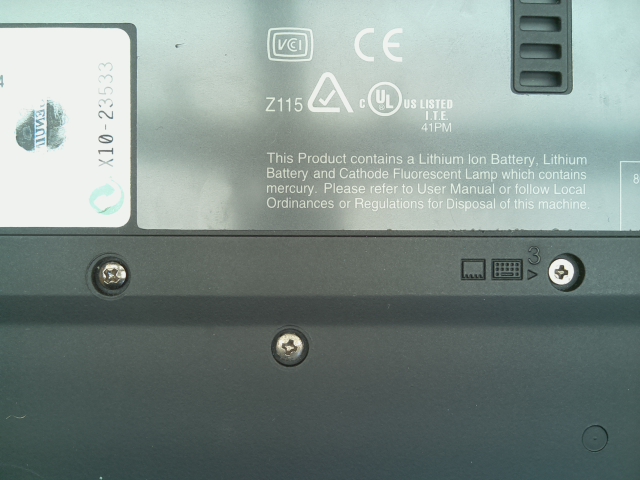 VCI
CE
Z115
C UL US LISTED
I.T.E.
41PM
This Product contains a Lithium Ion Battery, Lithium
Battery and Cathode Fluorescent Lamp which contains
mercury. Please refer to User Manual or follow Local
Ordinances or Regulations for Disposal of this machine.
X10-23533
GENUINE
8
3